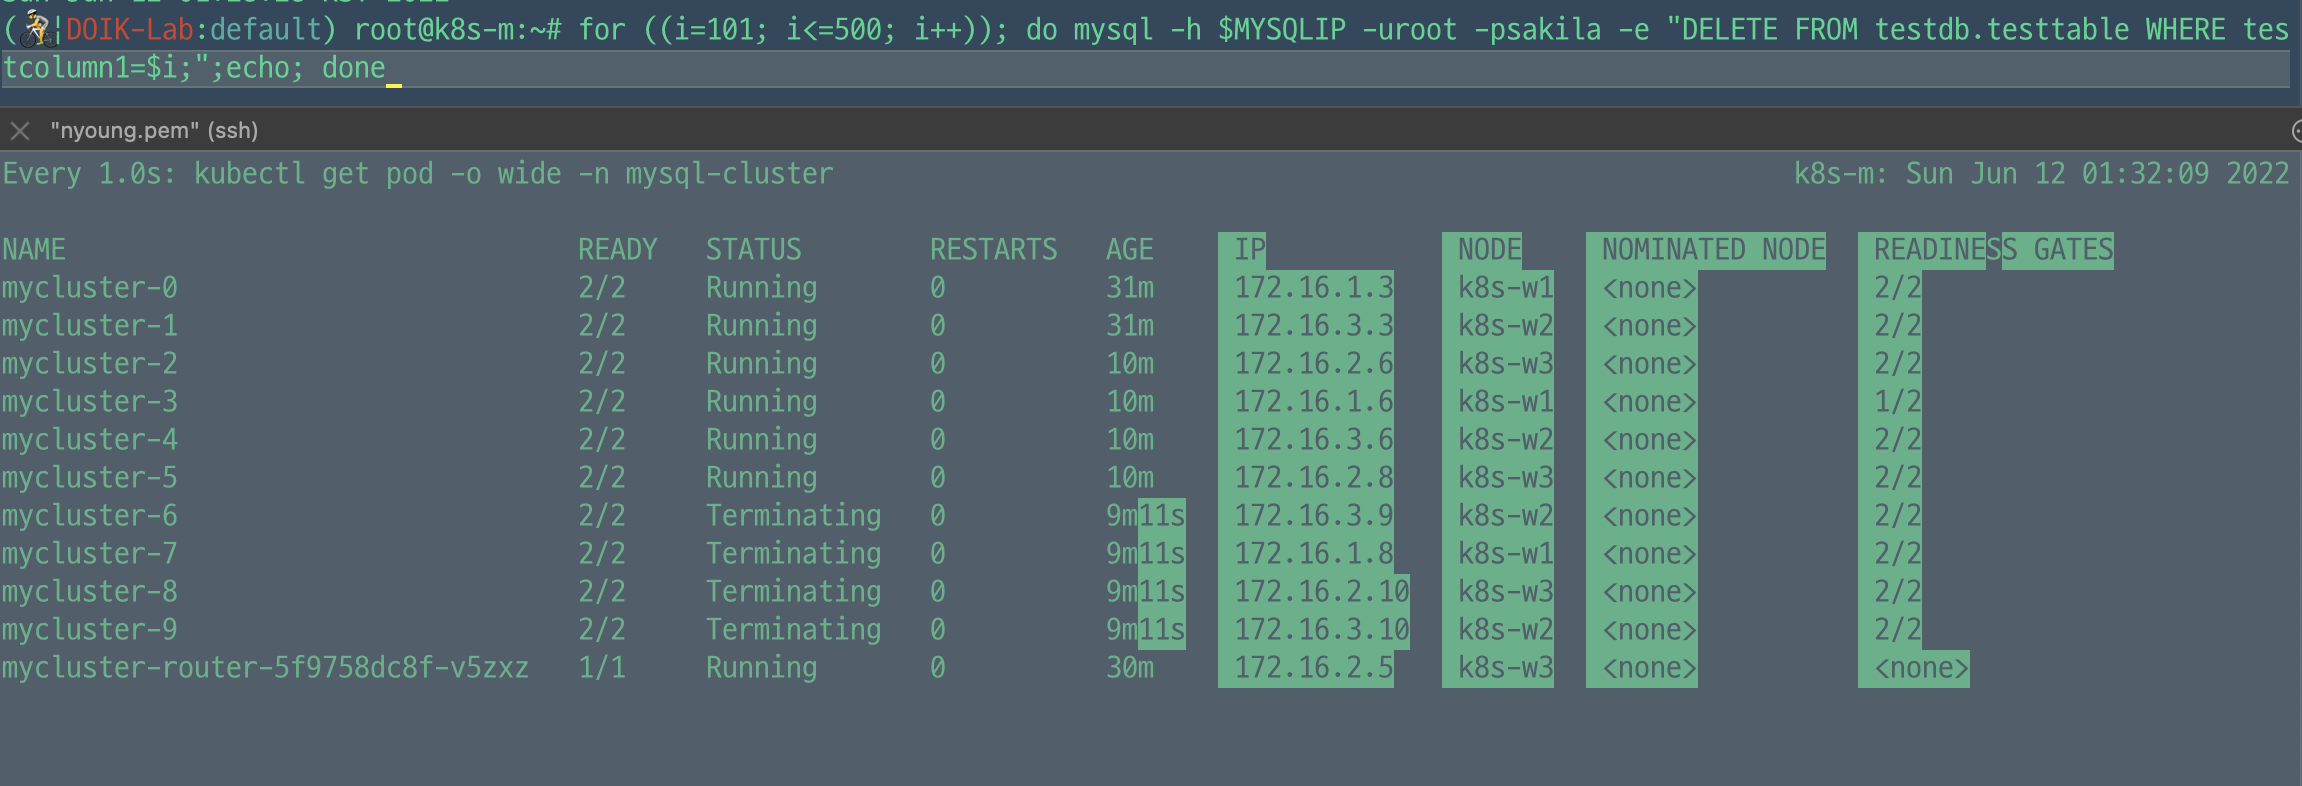 (🚴|DOIK-Lab:default) root@k8s-m:~# for ((i=101; i<=500; i++)); do mysql -h $MYSQLIP -uroot -psakila -e "DELETE FROM testdb.testtable WHERE tes
tcolumn1=$i;";echo; done
"nyoung.pem" (ssh)
Every 1.0s: kubectl get pod -o wide -n mysql-cluster k8s-m: Sun Jun 12 01:32:09 2022
NAME READY STATUS RESTARTS AGE IP NODE NOMINATED NODE READINESS GATES
mycluster-0 2/2 Running 0 31m 172.16.1.3 k8s-w1 <none> 2/2
mycluster-1 2/2 Running 0 31m 172.16.3.3 k8s-w2 <none> 2/2
mycluster-2 2/2 Running 0 10m 172.16.2.6 k8s-w3 <none> 2/2
mycluster-3 2/2 Running 0 10m 172.16.1.6 k8s-w1 <none> 1/2
mycluster-4 2/2 Running 0 10m 172.16.3.6 k8s-w2 <none> 2/2
mycluster-5 2/2 Running 0 10m 172.16.2.8 k8s-w3 <none> 2/2
mycluster-6 2/2 Terminating 0 9m11s 172.16.3.9 k8s-w2 <none> 2/2
mycluster-7 2/2 Terminating 0 9m11s 172.16.1.8 k8s-w1 <none> 2/2
mycluster-8 2/2 Terminating 0 9m11s 172.16.2.10 k8s-w3 <none> 2/2
mycluster-9 2/2 Terminating 0 9m11s 172.16.3.10 k8s-w2 <none> 2/2
mycluster-router-5f9758dc8f-v5zxz 1/1 Running 0 30m 172.16.2.5 k8s-w3 <none> <none>